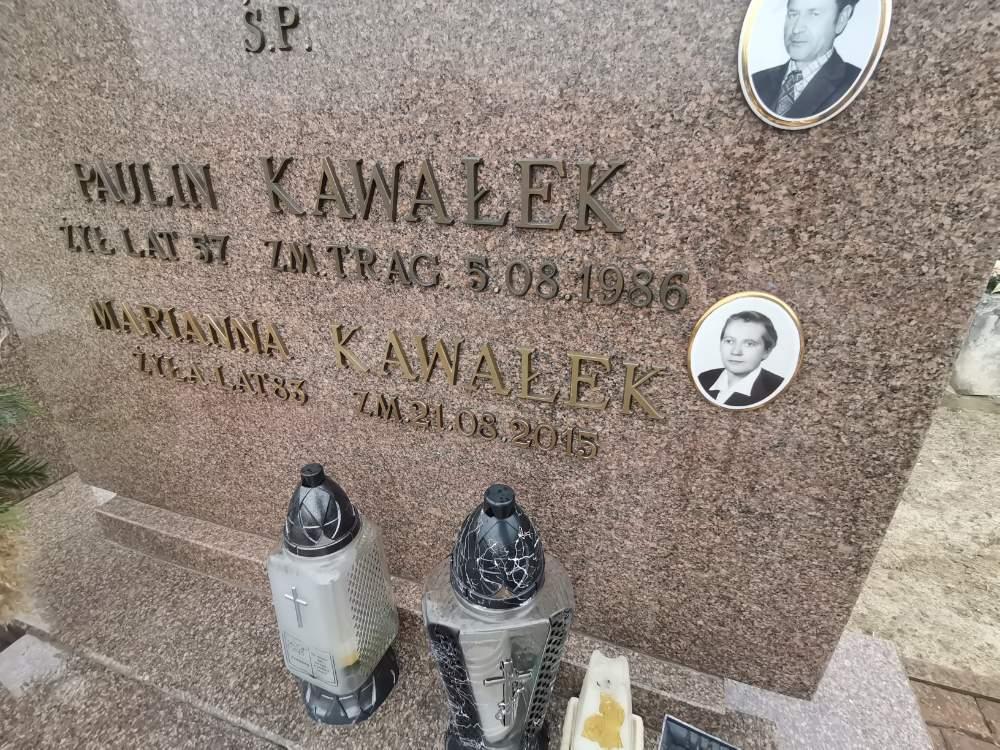 Ś.P.
PAULIN KAWAŁEK
ŻYŁ LAT 57 ZM. TRAG. 5.08.1986
MARIANNA KAWAŁEK
ŻYŁA LAT 83 ZM. 21.08.2015